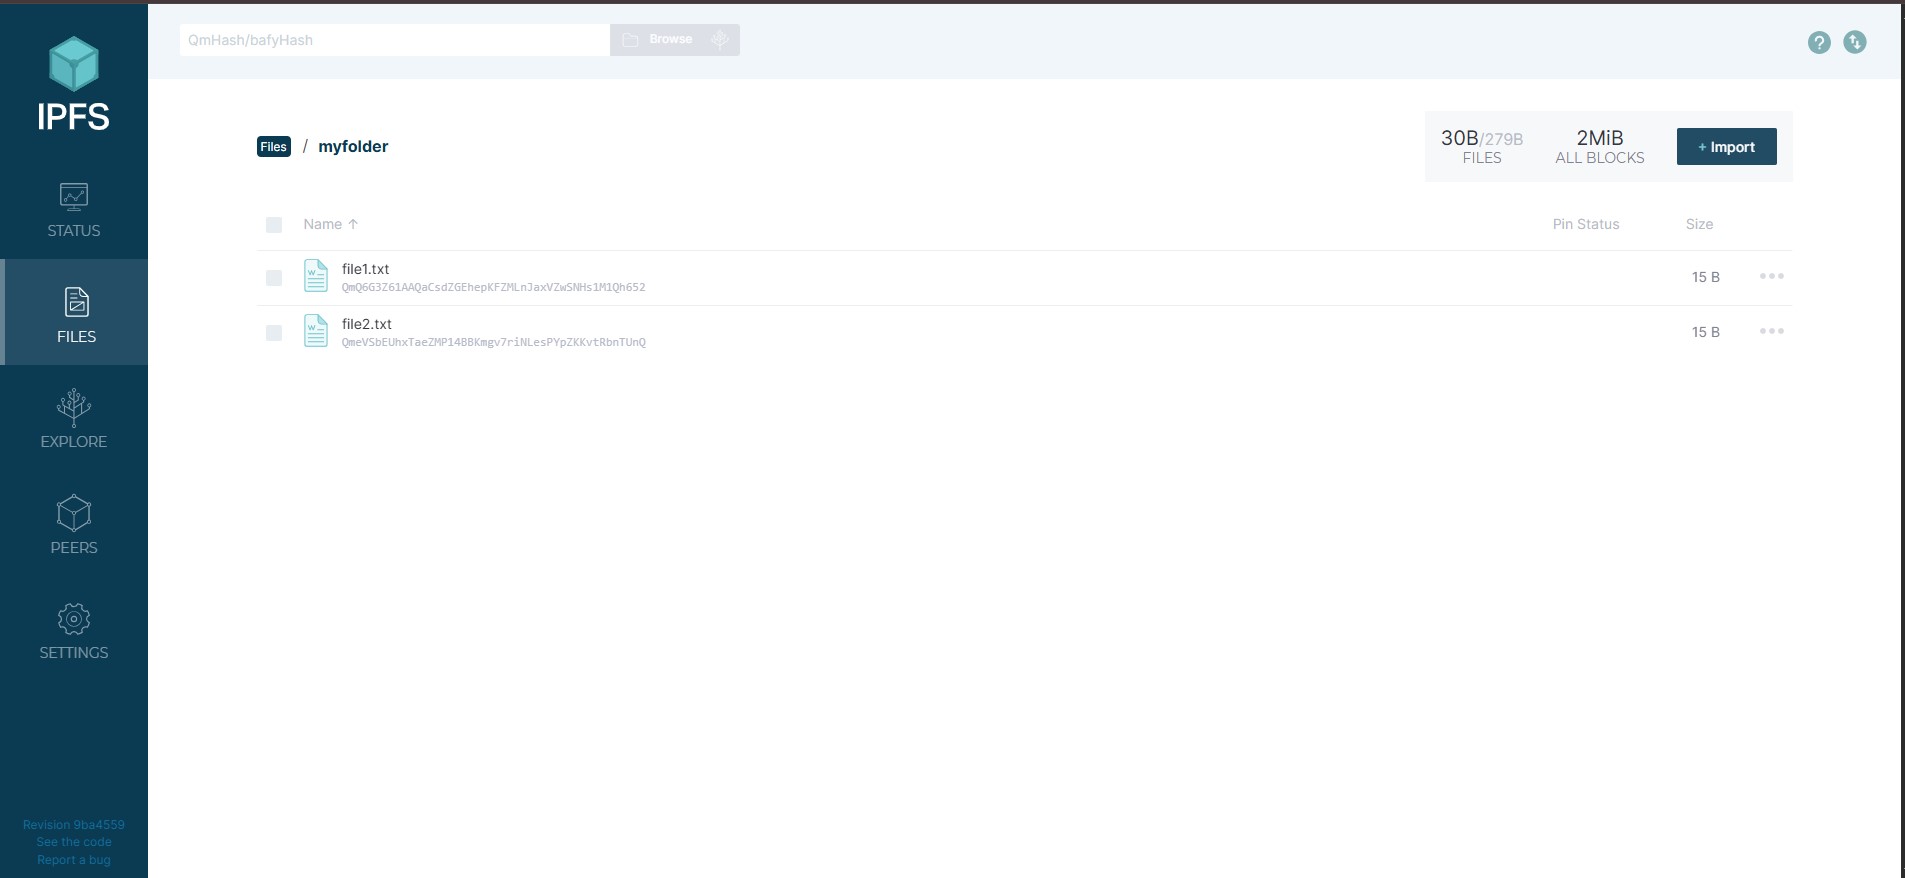 QmHash/bafyHash
Browse
IPFS
STATUS
FILES
EXPLORE
PEERS
SETTINGS
Revision 9ba4559
See the code
Report a bug
Files / myfolder
30B/279B
FILES
2MiB
ALL BLOCKS
+ Import
Name ↑ Pin Status Size
file1.txt
QmQ6G3Z61AAQaCsdZGEhepKFZMLnJaxVZwSNHs1M1Qh652
15 B
file2.txt
QmeVSbEUhxTaeZMP14BBKmgv7riNLesPYpZKKvtRbnTUnQ
15 B